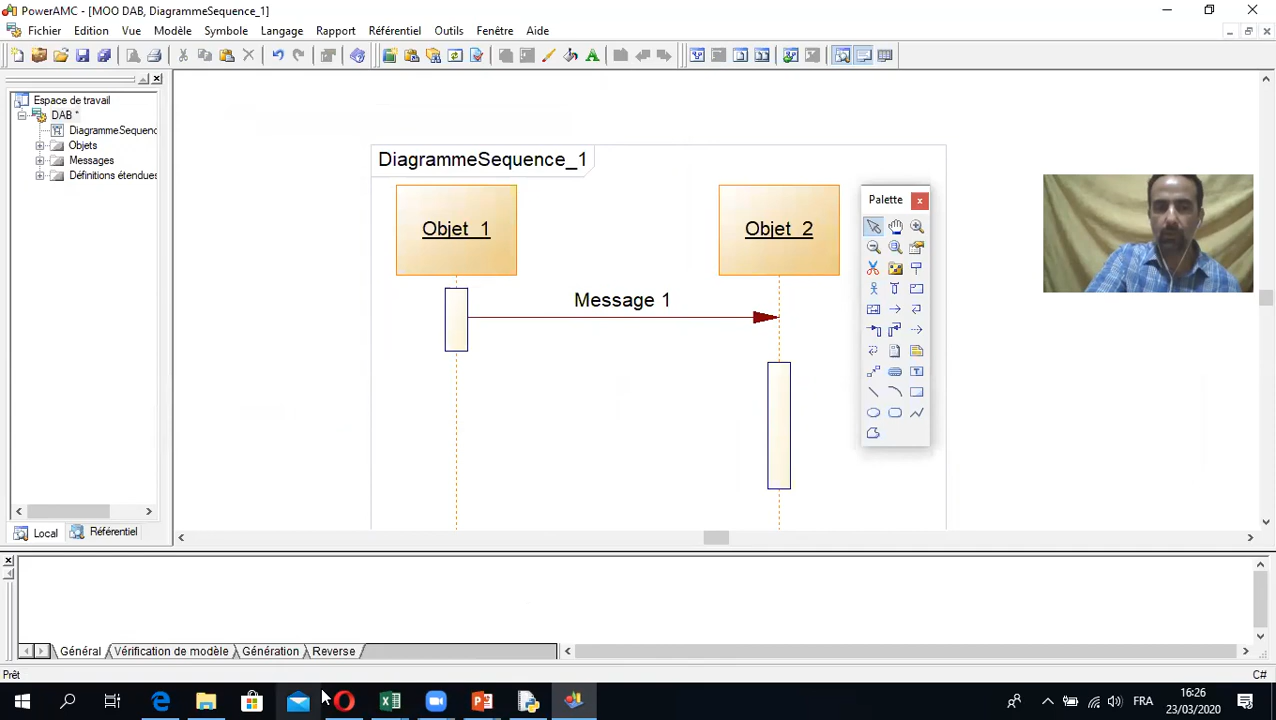 PowerAMC - [MOO DAB, DiagrammeSequence_1]
Fichier Edition Vue Modèle Symbole Langage Rapport Référentiel Outils Fenêtre Aide
Espace de travail
DAB *
DiagrammeSequenc
Objets
Messages
Définitions étendues
Local Référentiel
DiagrammeSequence_1
Objet_1
Objet_2
Message 1
Palette
Général Vérification de modèle Génération Reverse
Prêt
C#
FRA
16:26
23/03/2020